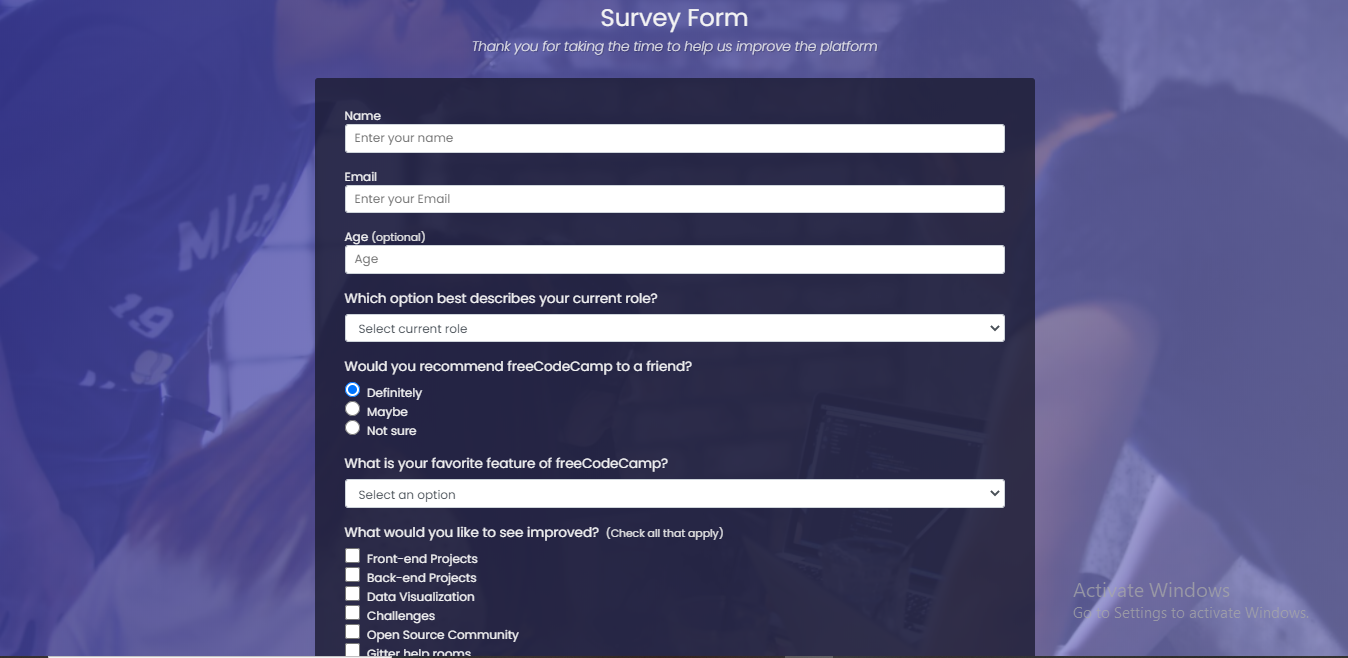 Survey Form
Thank you for taking the time to help us improve the platform
Name
Enter your name
Email
Enter your Email
Age (optional)
Age
Which option best describes your current role?
Select current role
Would you recommend freeCodeCamp to a friend?
Definitely
Maybe
Not sure
What is your favorite feature of freeCodeCamp?
Select an option
What would you like to see improved? (Check all that apply)
Front-end Projects
Back-end Projects
Data Visualization
Challenges
Open Source Community
Gitter help rooms
19
Activate Windows
Go to Settings to activate Windows.